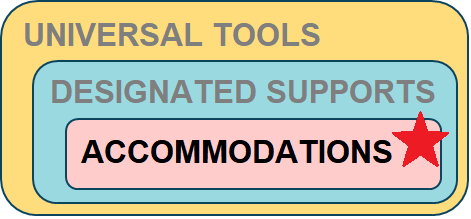 UNIVERSAL TOOLS
DESIGNATED SUPPORTS
ACCOMMODATIONS